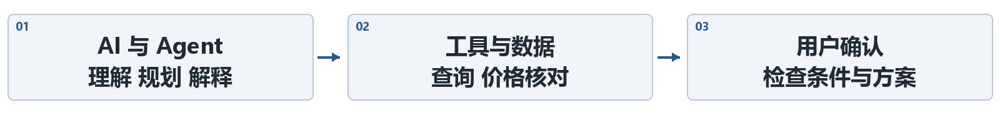 01
AI 与 Agent
理解 规划 解释
02
工具与数据
查询 价格核对
03
用户确认
检查条件与方案